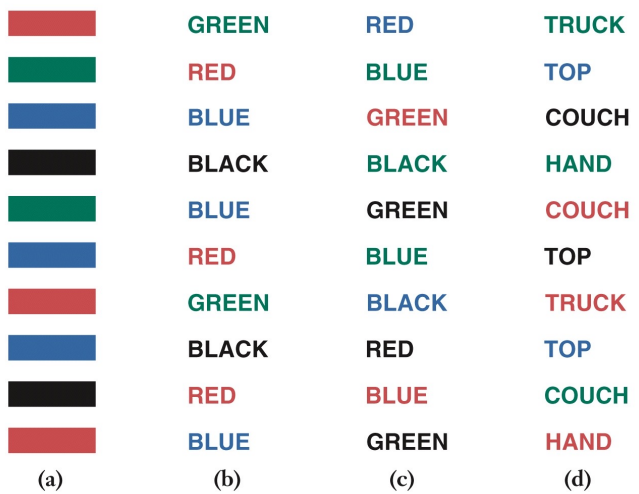 GREEN RED TRUCK
RED BLUE TOP
BLUE GREEN COUCH
BLACK BLACK HAND
BLUE GREEN COUCH
RED BLUE TOP
GREEN BLACK TRUCK
BLACK RED TOP
RED BLUE COUCH
BLUE GREEN HAND
(a) (b) (c) (d)